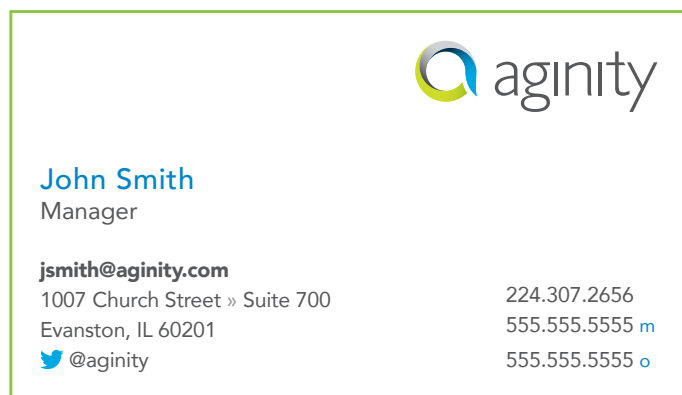 aginity
John Smith
Manager
jsmith@aginity.com
1007 Church Street » Suite 700
Evanston, IL 60201
@aginity
224.307.2656
555.555.5555 m
555.555.5555 o